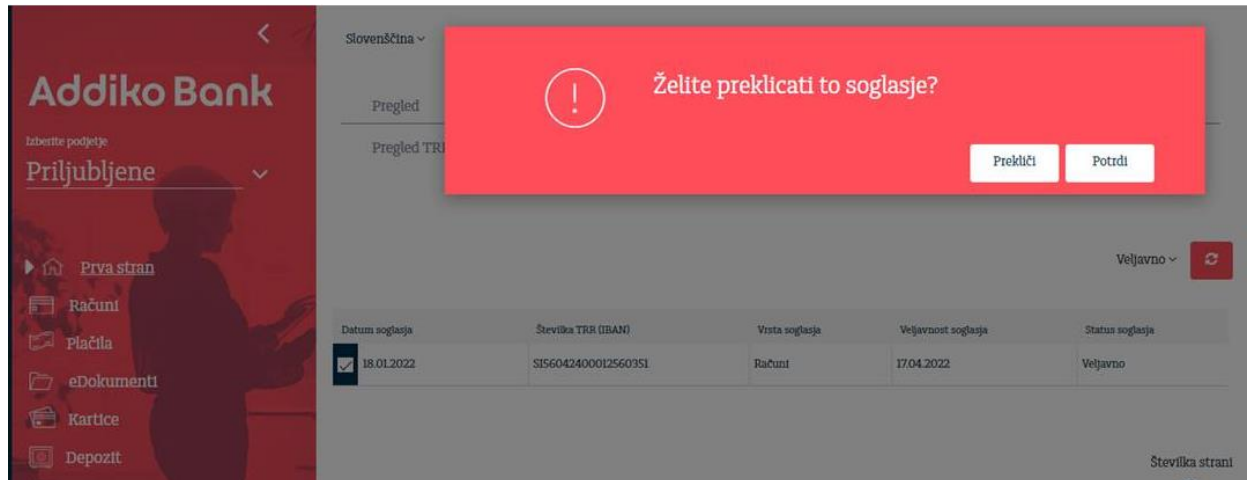 Addiko Bank
Izberite podjetje
Priljubljene
Prva stran
Računi
Plačila
eDokumenti
Kartice
Depozit
Slovenščina
Želite preklicati to soglasje?
Prekliči Potrdi
Pregled
Pregled TRR
Veljavno
Datum soglasja Številka TRR (IBAN) Vrsta soglasja Veljavnost soglasja Status soglasja
18.01.2022 SI56042400012560351 Računi 17.04.2022 Veljavno
Številka strani